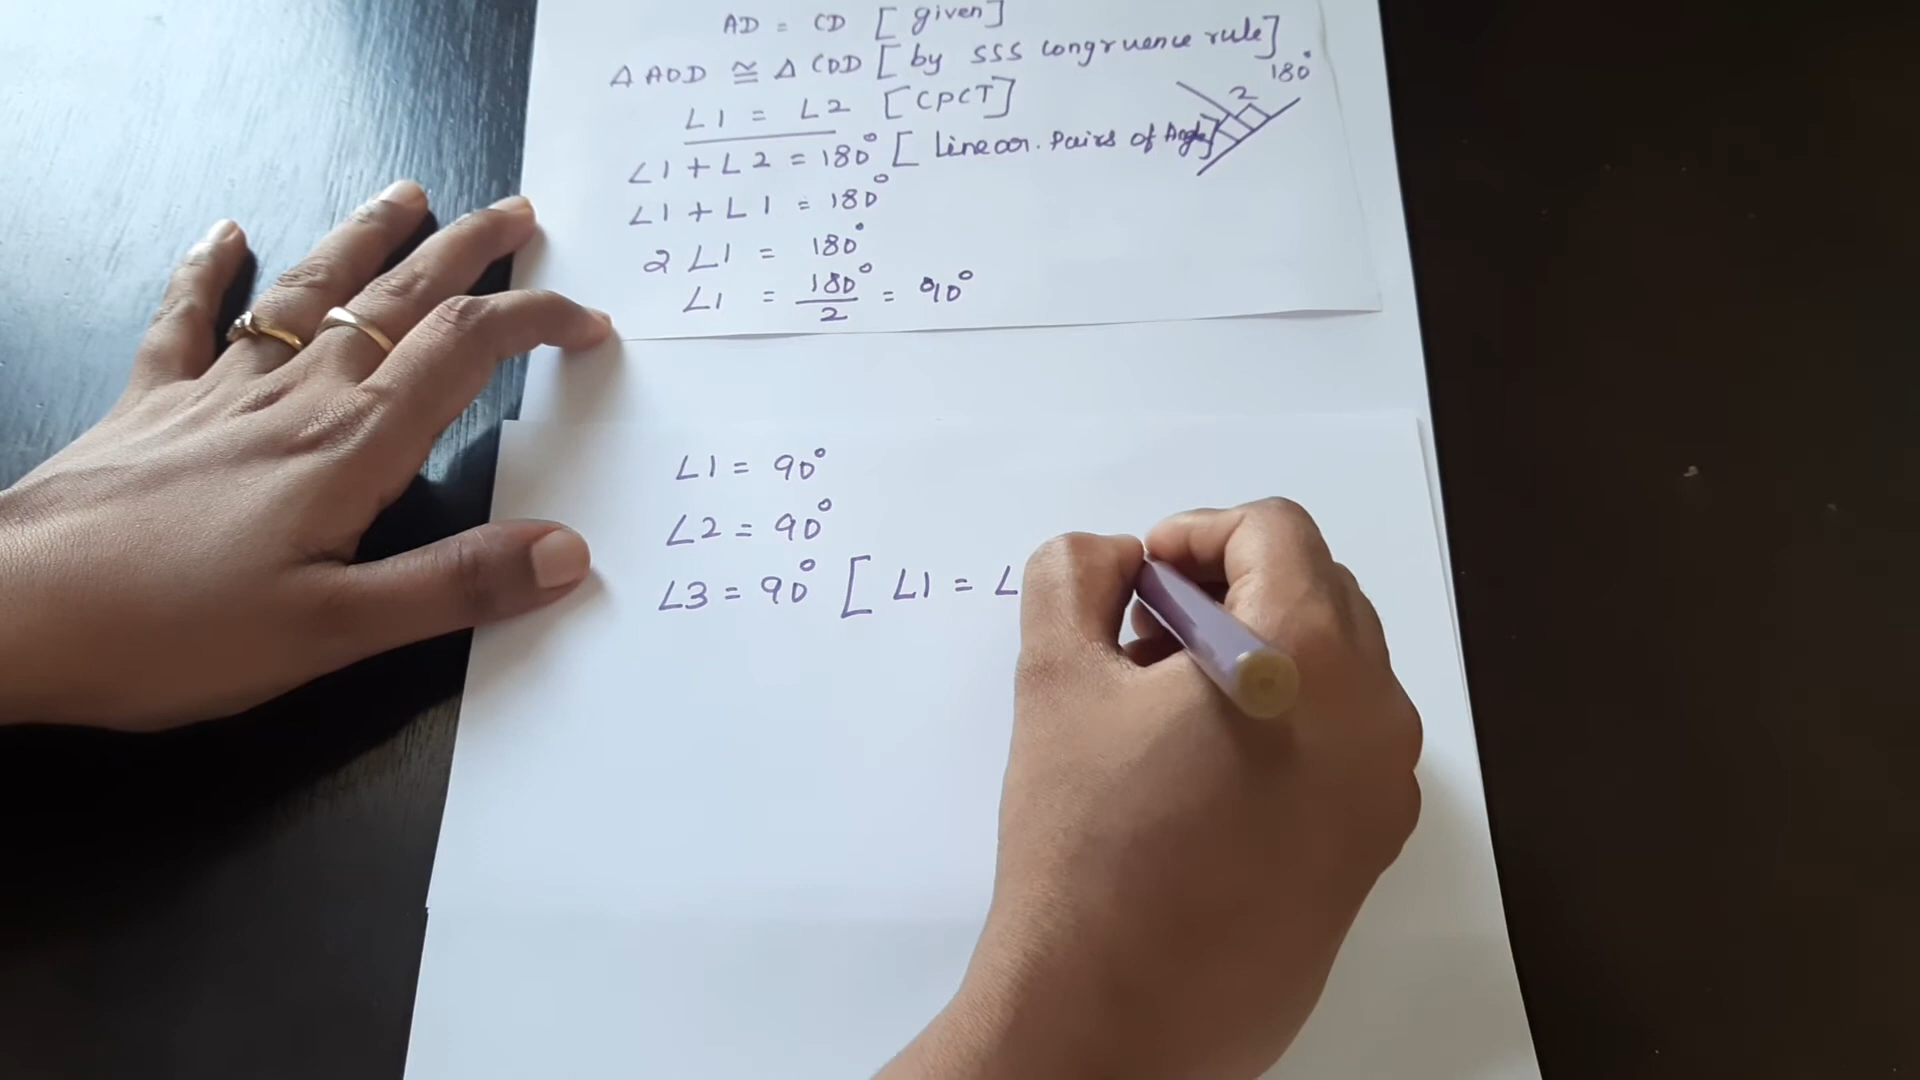 AD = CD [given]
△AOD ≅ △COD [by SSS congruence rule]
180°
∠1 = ∠2 [CPCT]
2
∠1 + ∠2 = 180° [Linear. Pairs of Angles]
∠1 + ∠1 = 180°
2∠1 = 180°
∠1 = 180°/2 = 90°
∠1 = 90°
∠2 = 90°
∠3 = 90° [∠1 = ∠